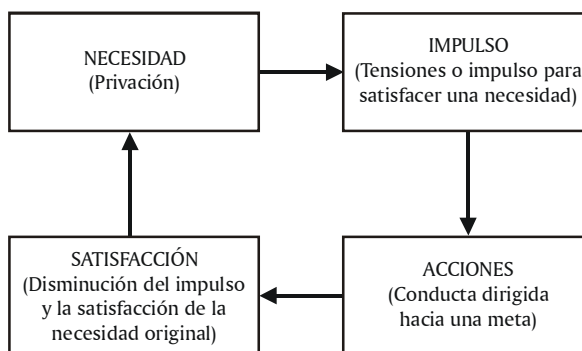 NECESIDAD
(Privación)
IMPULSO
(Tensiones o impulso para
satisfacer una necesidad)
SATISFACCIÓN
(Disminución del impulso
y la satisfacción de la
necesidad original)
ACCIONES
(Conducta dirigida
hacia una meta)